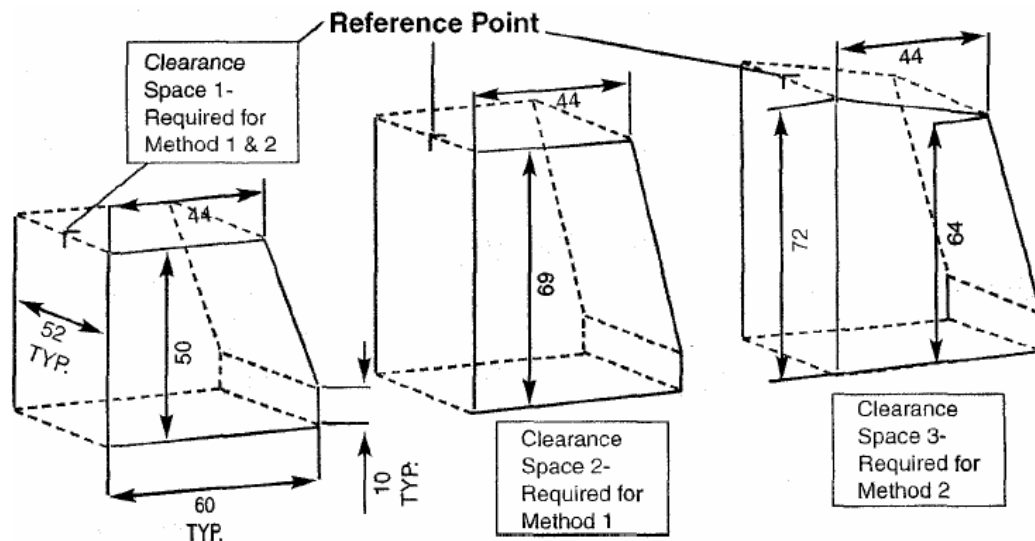 Reference Point
Clearance
Space 1-
Required for
Method 1 & 2
44
50
52
TYP.
60
TYP.
10
TYP.
44
69
Clearance
Space 2-
Required for
Method 1
44
72
64
Clearance
Space 3-
Required for
Method 2